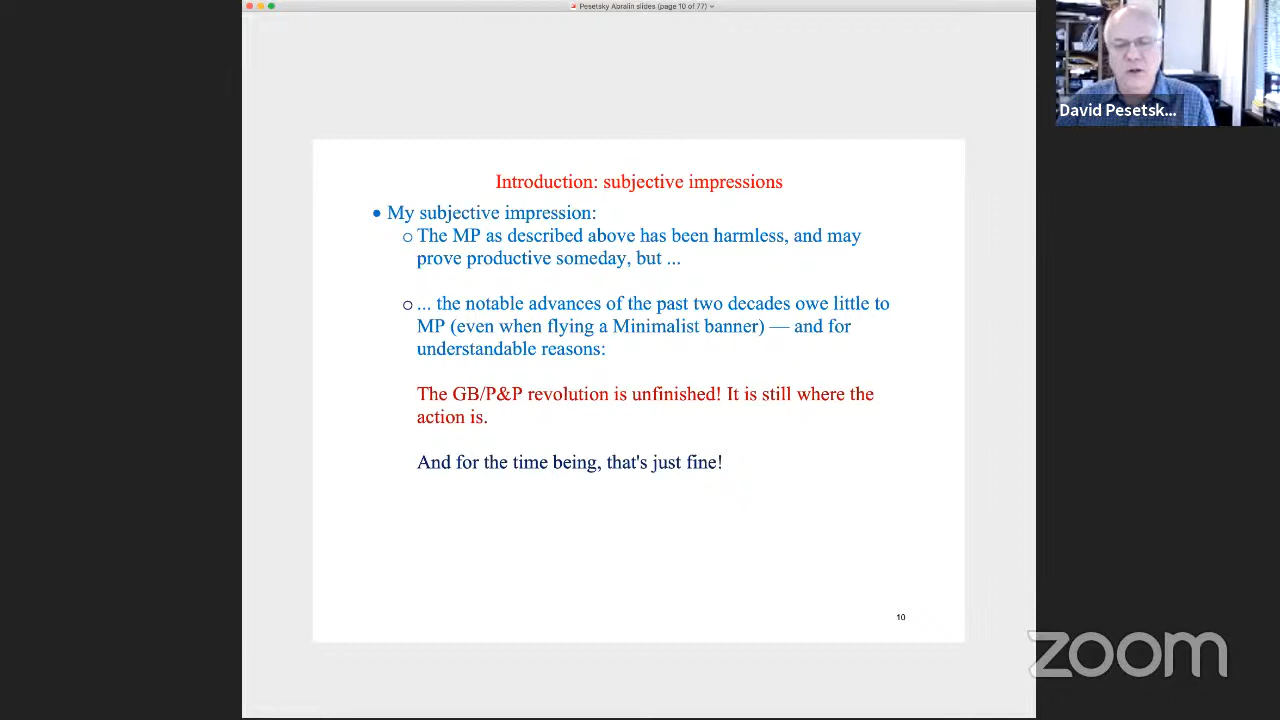 Pesetsky Abralin slides (page 10 of 77)
David Pesetsk...
Introduction: subjective impressions
• My subjective impression:
○ The MP as described above has been harmless, and may
prove productive someday, but ...
○ ... the notable advances of the past two decades owe little to
MP (even when flying a Minimalist banner) — and for
understandable reasons:
The GB/P&P revolution is unfinished! It is still where the
action is.
And for the time being, that's just fine!
10
zoom